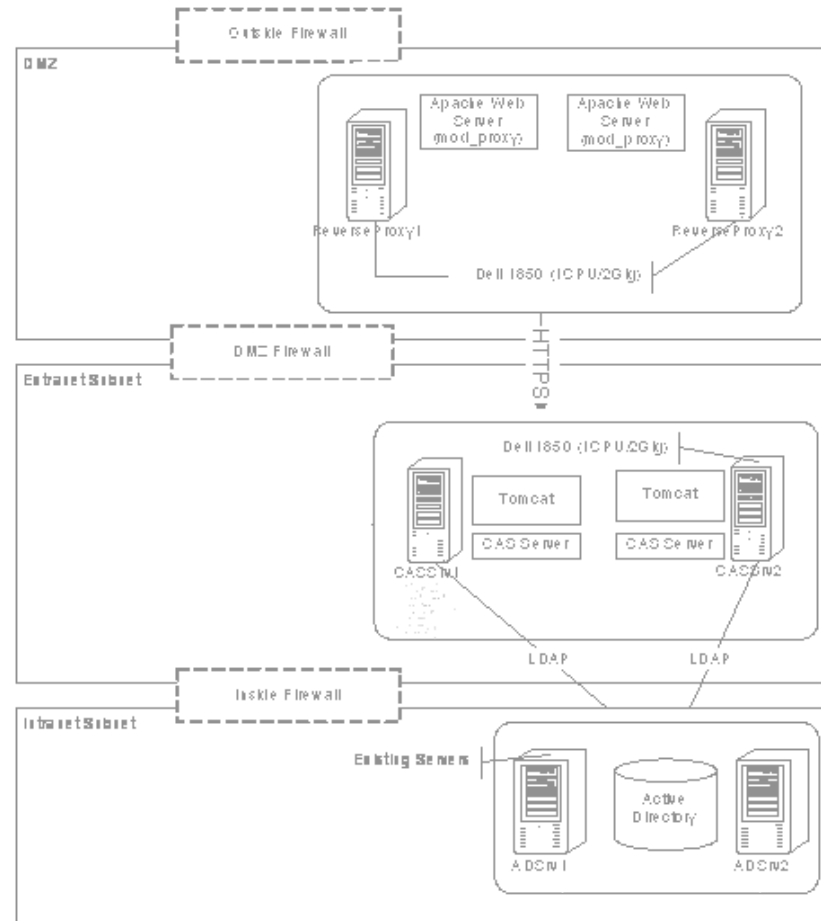 Outside Firewall
DMZ
Apache Web
Server
(mod_proxy)
Apache Web
Server
(mod_proxy)
ReverseProxy1
ReverseProxy2
Dell 1850 (1CPU/2Gig)
HTTPS
DMZ Firewall
Extranet Subnet
Dell 1850 (1CPU/2Gig)
Tomcat
Tomcat
CAS Server
CAS Server
CASSrv1
CASSrv2
LDAP
LDAP
Inside Firewall
Intranet Subnet
Existing Servers
Active
Directory
ADSrv1
ADSrv2